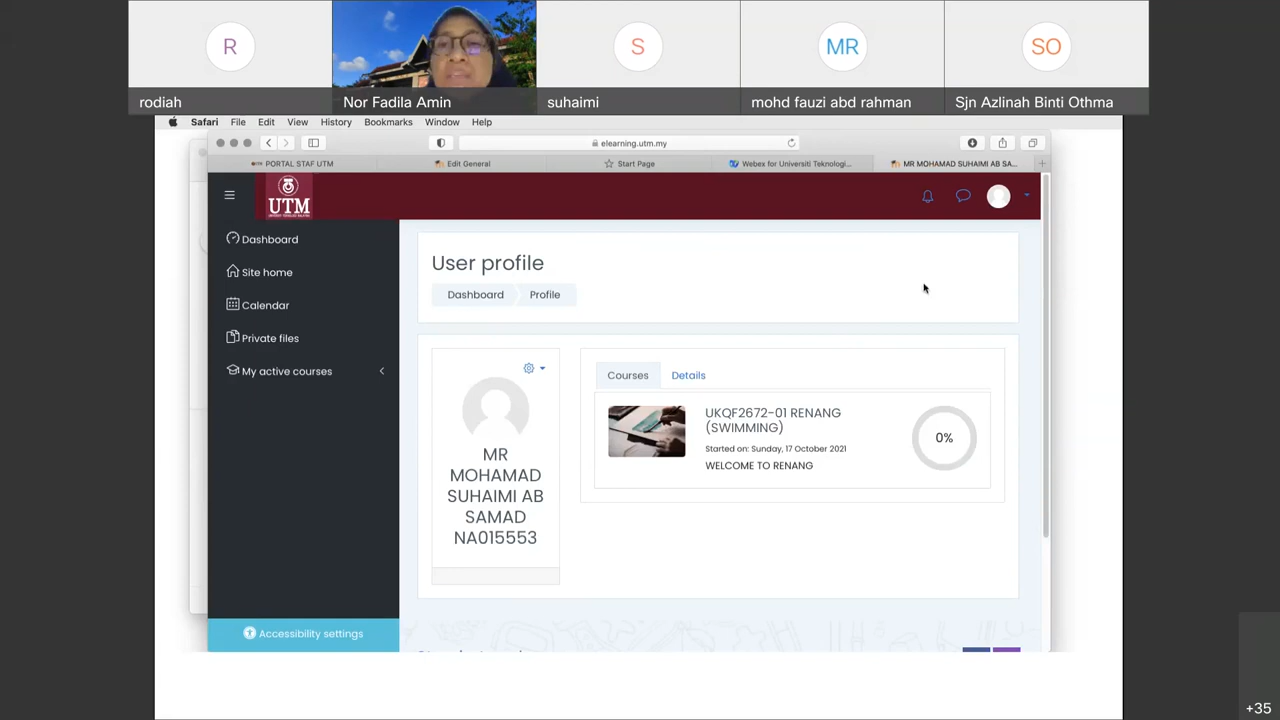 R
S
MR
SO
rodiah
Nor Fadila Amin
suhaimi
mohd fauzi abd rahman
Sjn Azlinah Binti Othma
Safari File Edit View History Bookmarks Window Help
elearning.utm.my
PORTAL STAF UTM
Edit General
Start Page
Webex for Universiti Teknologi...
MR MOHAMAD SUHAIMI AB SA...
UTM
Dashboard
Site home
Calendar
Private files
My active courses
Accessibility settings
User profile
Dashboard
Profile
MR
MOHAMAD
SUHAIMI AB
SAMAD
NA015553
Courses
Details
UKQF2672-01 RENANG
(SWIMMING)
Started on: Sunday, 17 October 2021
WELCOME TO RENANG
0%
+35